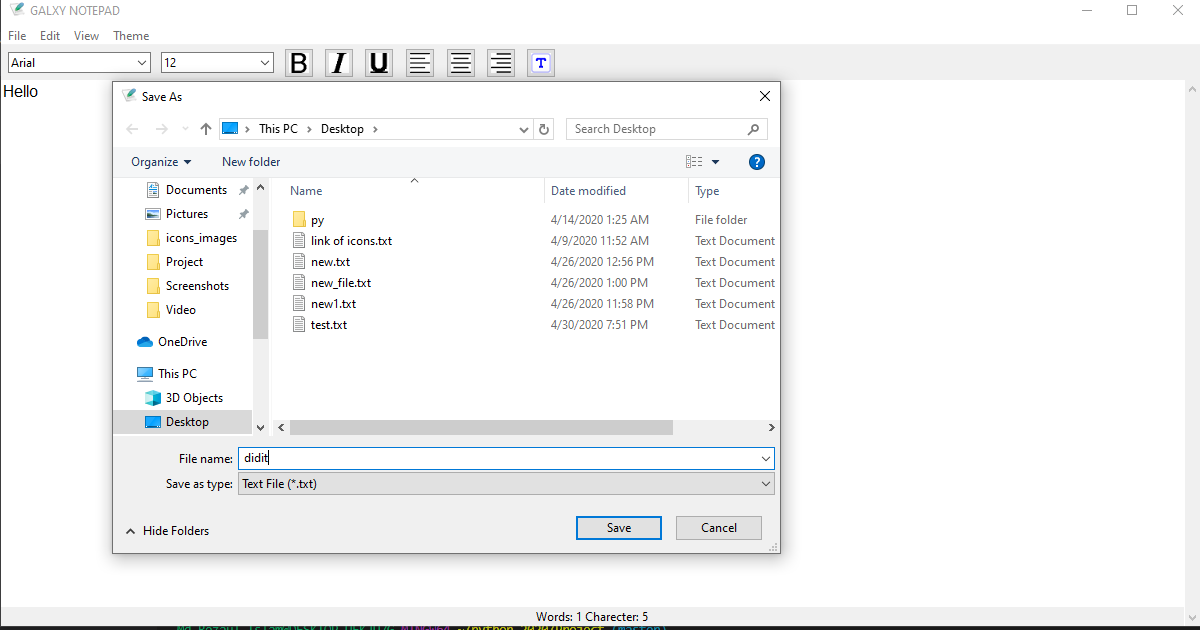 GALXY NOTEPAD
File Edit View Theme
Arial 12 B I U T
Hello
Save As
This PC Desktop Search Desktop
Organize New folder ?
Name Date modified Type
Documents
Pictures
icons_images
Project
Screenshots
Video
OneDrive
This PC
3D Objects
Desktop
py 4/14/2020 1:25 AM File folder
link of icons.txt 4/9/2020 11:52 AM Text Document
new.txt 4/26/2020 12:56 PM Text Document
new_file.txt 4/26/2020 1:00 PM Text Document
new1.txt 4/26/2020 11:58 PM Text Document
test.txt 4/30/2020 7:51 PM Text Document
File name: didit
Save as type: Text File (*.txt)
Hide Folders Save Cancel
Words: 1 Charecter: 5